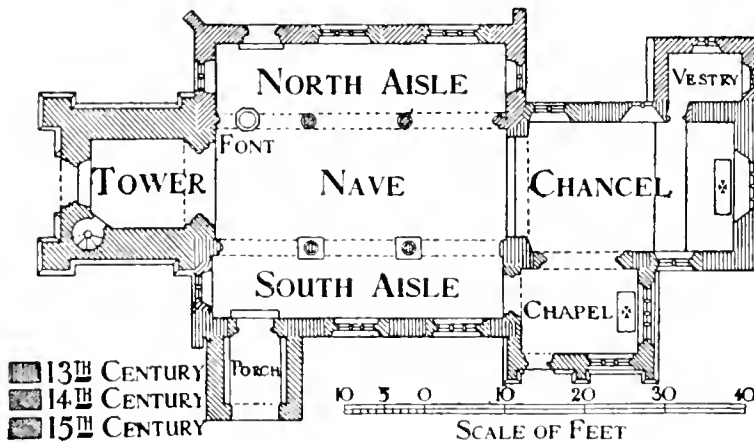 NORTH AISLE
VESTRY
FONT
TOWER
NAVE
CHANCEL
SOUTH AISLE
CHAPEL
PORCH
13TH CENTURY
14TH CENTURY
15TH CENTURY
10 5 0 10 20 30 40
SCALE OF FEET